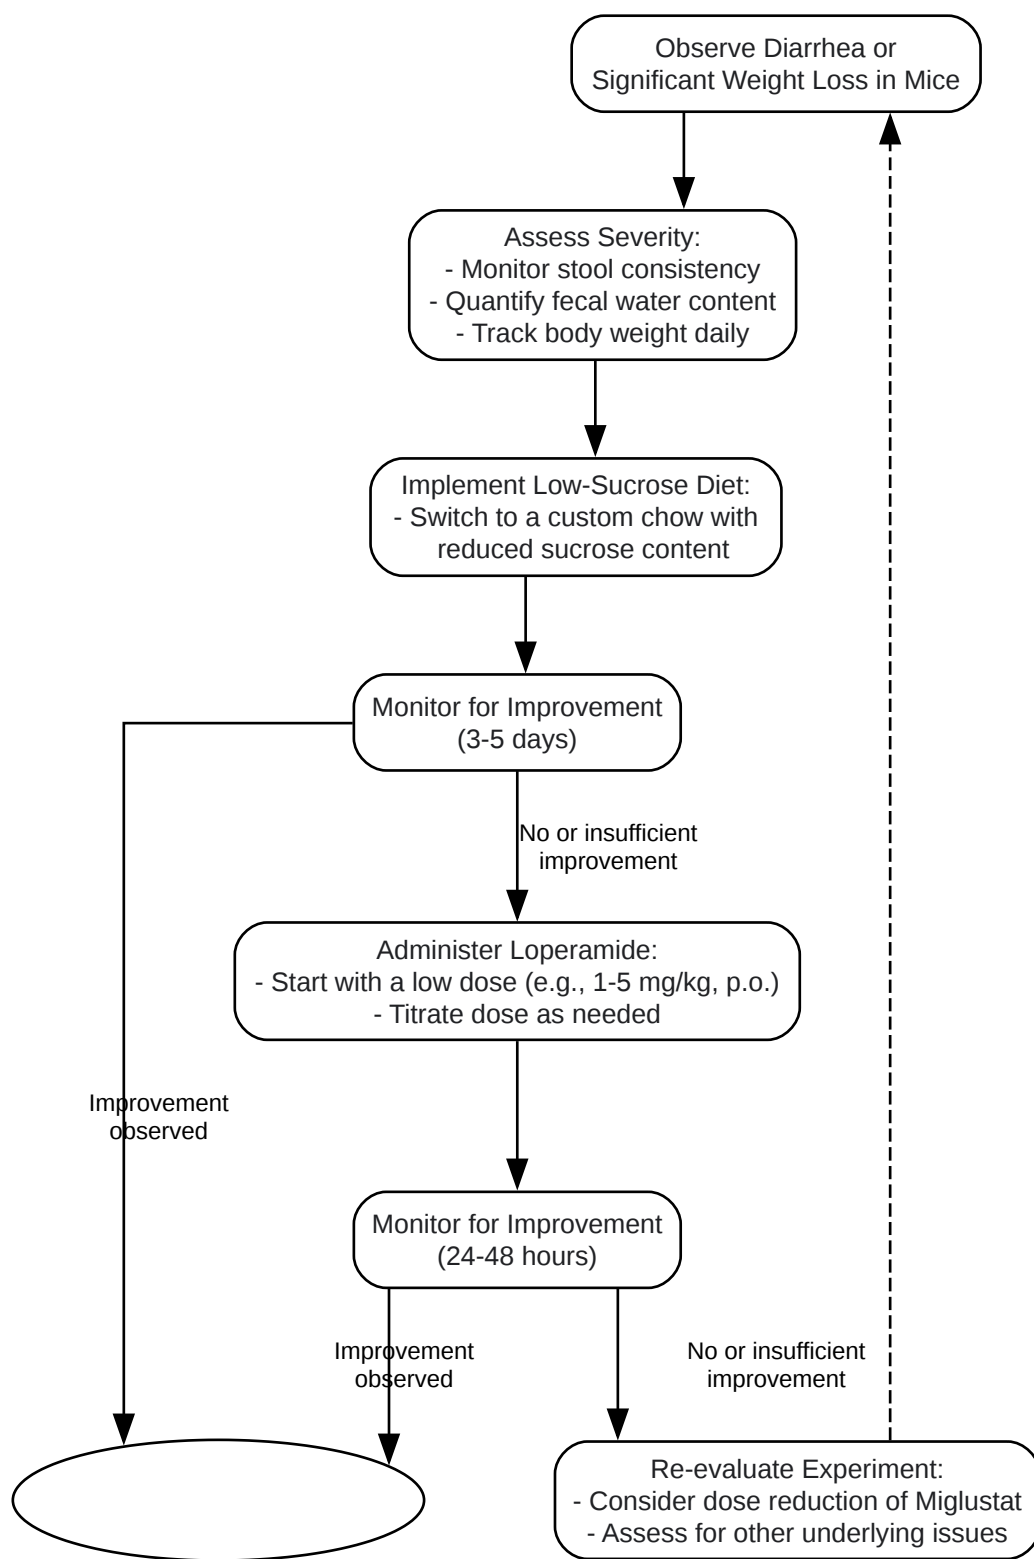 Observe Diarrhea or
Significant Weight Loss in Mice
Assess Severity:
- Monitor stool consistency
- Quantify fecal water content
- Track body weight daily
Implement Low-Sucrose Diet:
- Switch to a custom chow with
reduced sucrose content
Monitor for Improvement
(3-5 days)
No or insufficient
improvement
Administer Loperamide:
- Start with a low dose (e.g., 1-5 mg/kg, p.o.)
- Titrate dose as needed
Improvement
observed
Monitor for Improvement
(24-48 hours)
Improvement
observed
No or insufficient
improvement
Re-evaluate Experiment:
- Consider dose reduction of Miglustat
- Assess for other underlying issues